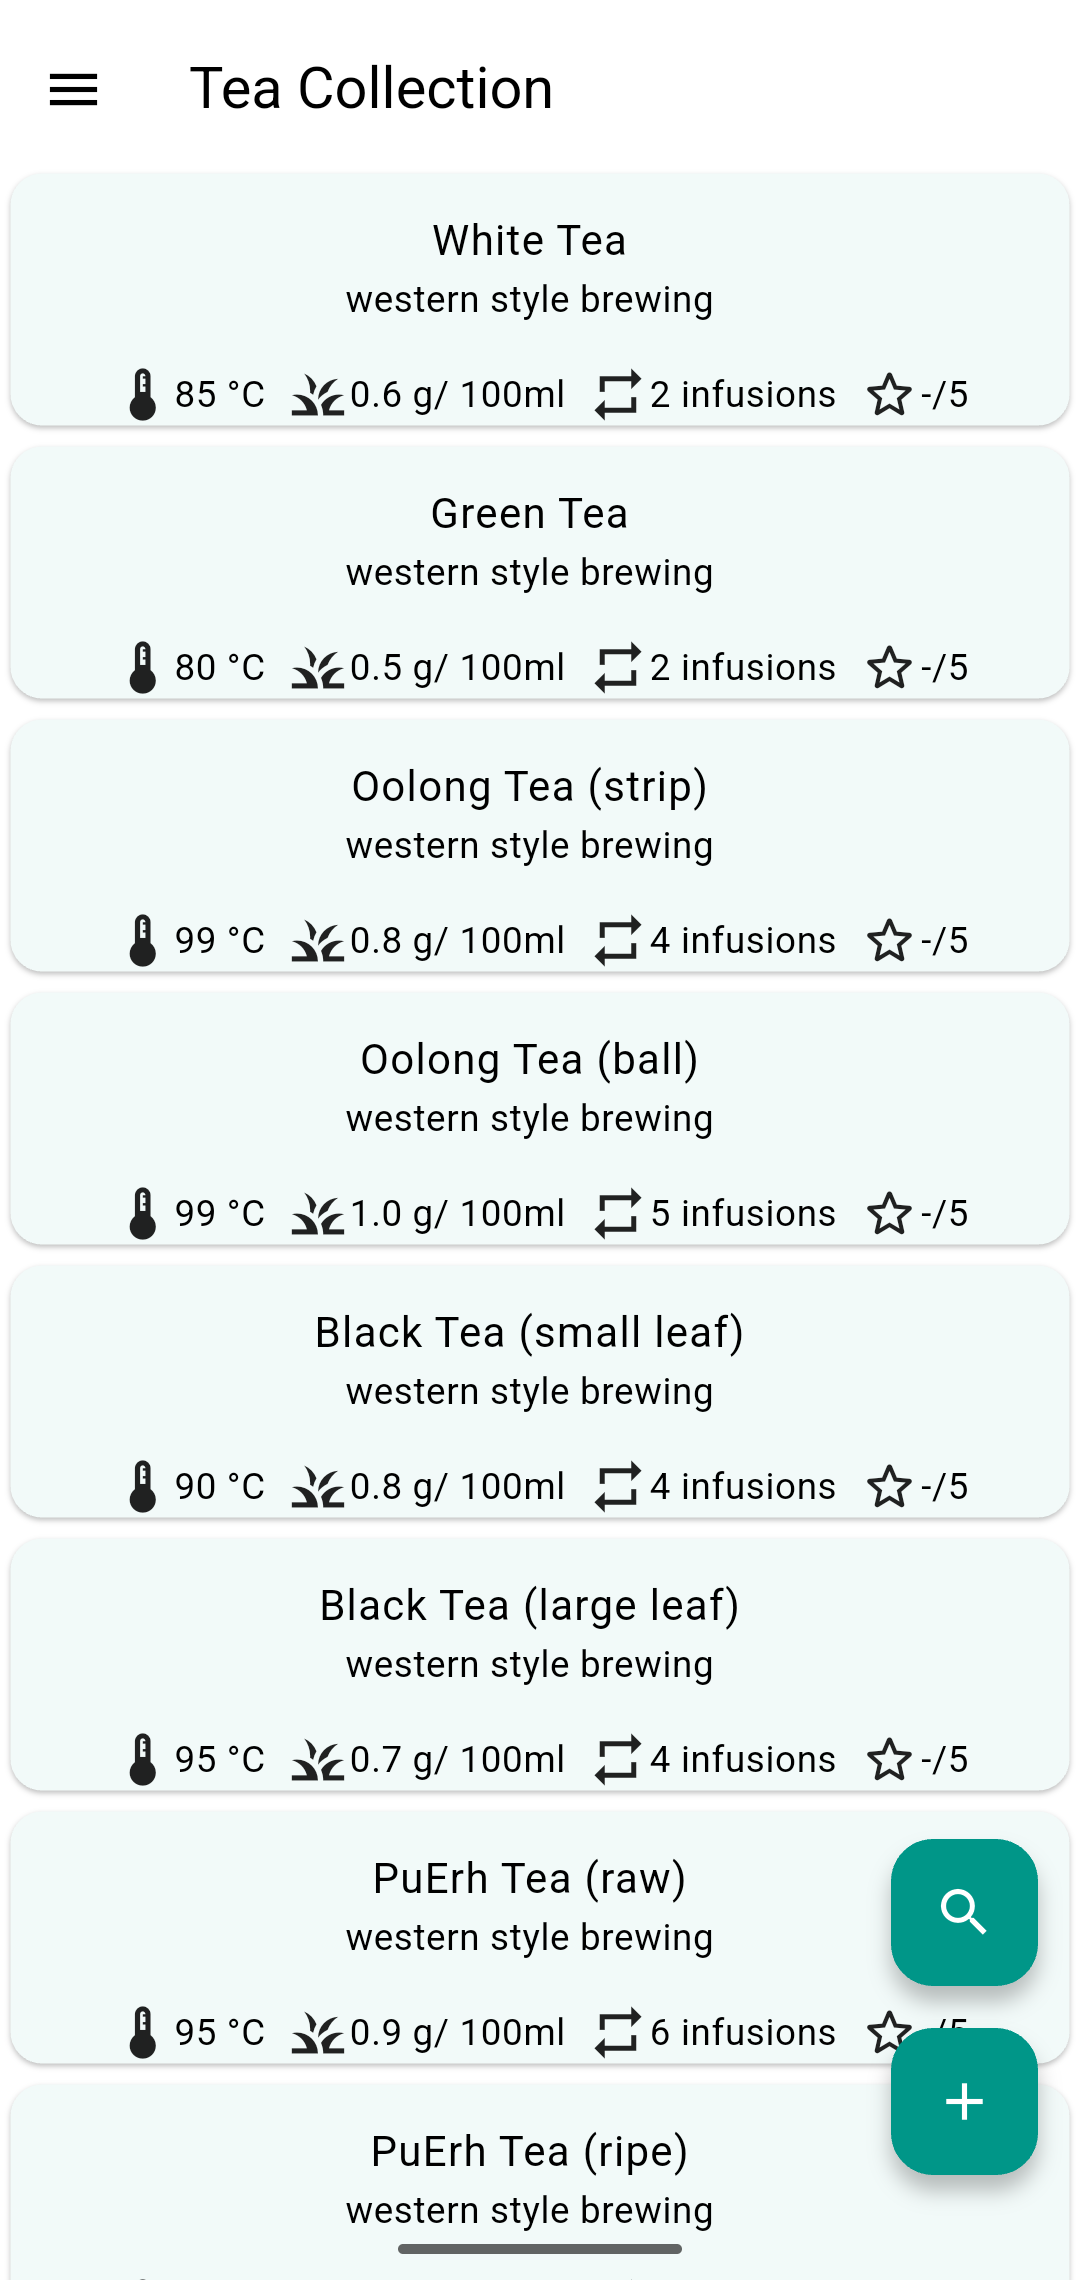 Tea Collection
White Tea
western style brewing
85 °C 0.6 g/ 100ml 2 infusions -/5
Green Tea
western style brewing
80 °C 0.5 g/ 100ml 2 infusions -/5
Oolong Tea (strip)
western style brewing
99 °C 0.8 g/ 100ml 4 infusions -/5
Oolong Tea (ball)
western style brewing
99 °C 1.0 g/ 100ml 5 infusions -/5
Black Tea (small leaf)
western style brewing
90 °C 0.8 g/ 100ml 4 infusions -/5
Black Tea (large leaf)
western style brewing
95 °C 0.7 g/ 100ml 4 infusions -/5
PuErh Tea (raw)
western style brewing
95 °C 0.9 g/ 100ml 6 infusions
PuErh Tea (ripe)
western style brewing